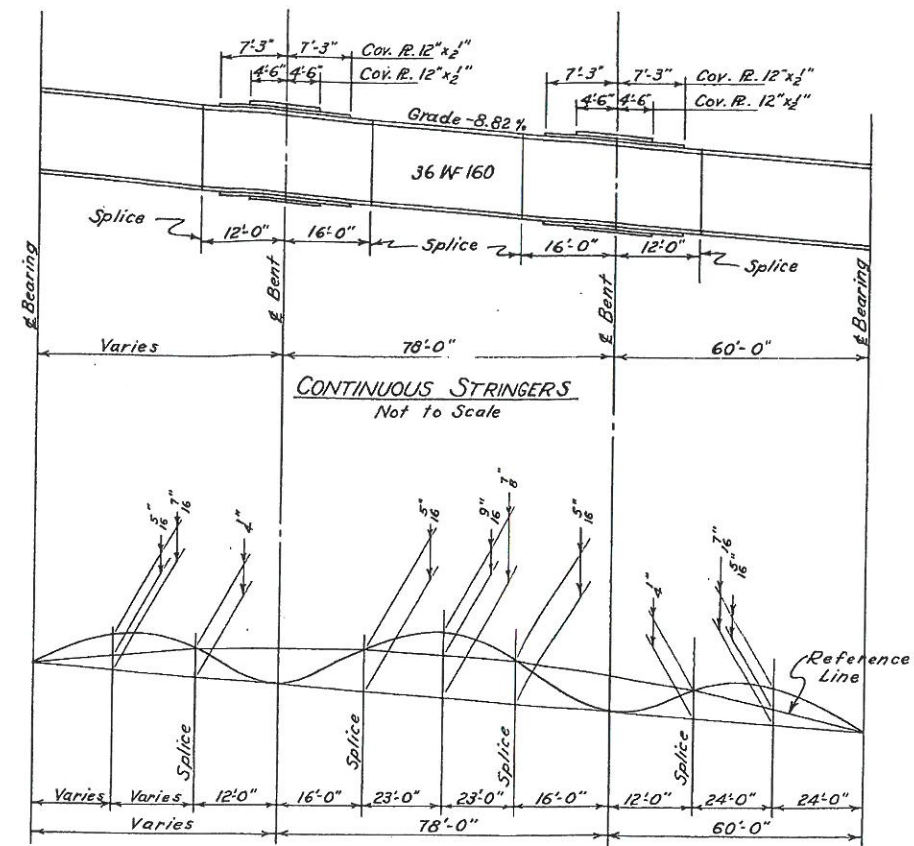 7'-3" 7'-3" Cov. ℞. 12"x½"
4'-6" 4'-6" Cov. ℞. 12"x½"
7'-3" 7'-3" Cov. ℞. 12"x½"
4'-6" 4'-6" Cov. ℞. 12"x½"
Grade -8.82 %
36 WF 160
Splice 12'-0" 16'-0" Splice 16'-0" 12'-0" Splice
℄ Bearing
℄ Bent
℄ Bent
℄ Bearing
Varies 78'-0" 60'-0"
CONTINUOUS STRINGERS
Not to Scale
5/16" 7/16" 1/4" 5/16" 9/16" 7/8" 5/16" 1/4" 7/16" 5/16"
Reference
Line
Splice
Splice
Splice
Varies Varies 12'-0" 16'-0" 23'-0" 23'-0" 16'-0" 12'-0" 24'-0" 24'-0"
Varies 78'-0" 60'-0"